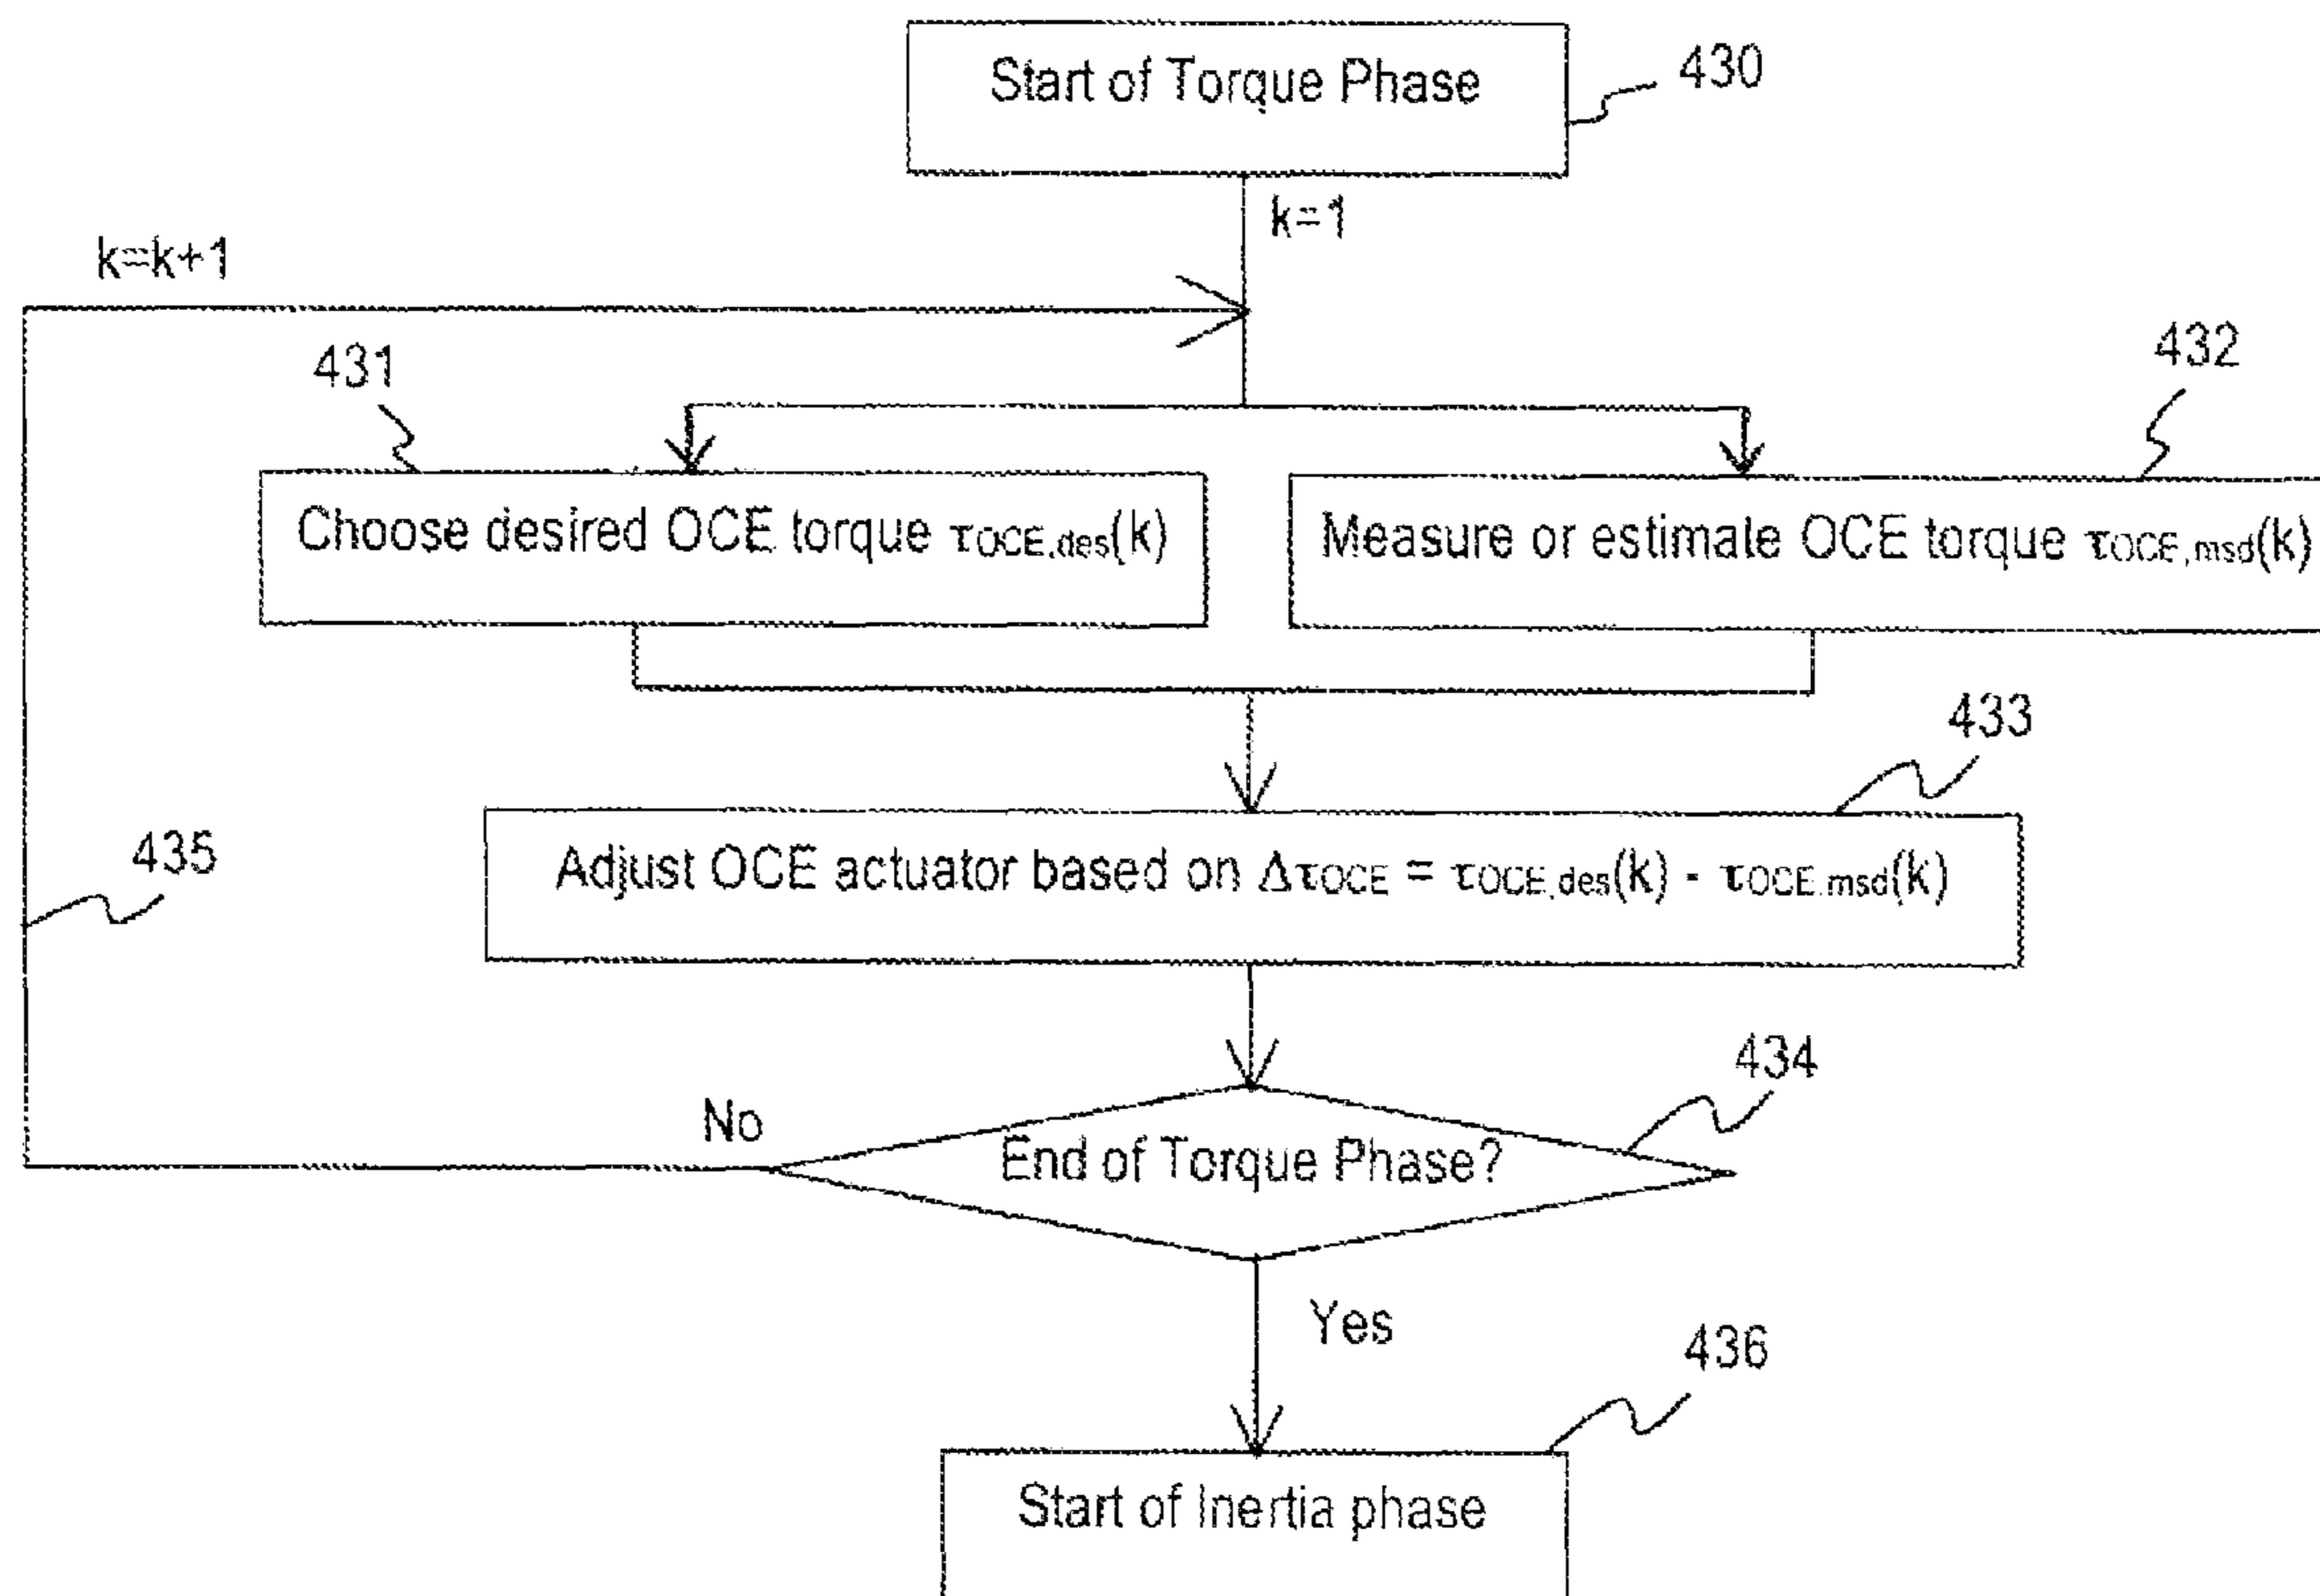 Start of Torque Phase
430
k=1
k=k+1
431
432
Choose desired OCE torque τOCE,des(k)
Measure or estimate OCE torque τOCE,msd(k)
433
Adjust OCE actuator based on ΔτOCE = τOCE,des(k) - τOCE.msd(k)
435
434
No
End of Torque Phase?
Yes
436
Start of Inertia phase